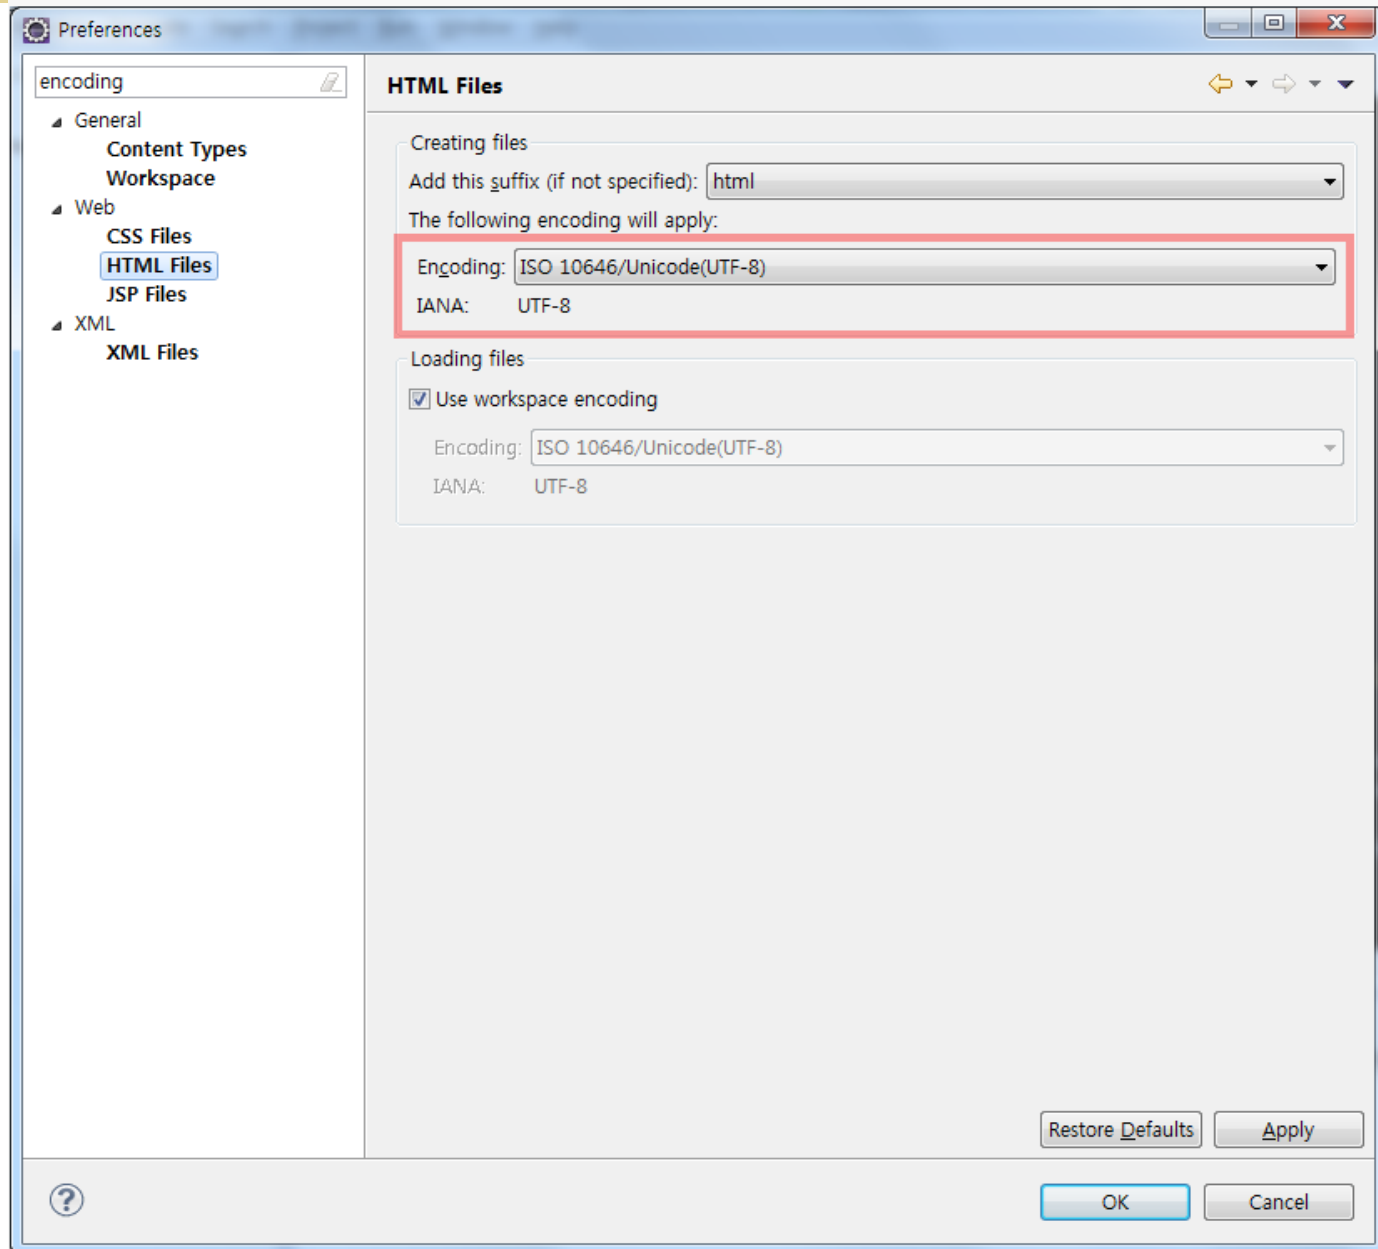 Preferences
encoding
General
Content Types
Workspace
Web
CSS Files
HTML Files
JSP Files
XML
XML Files
HTML Files
Creating files
Add this suffix (if not specified): html
The following encoding will apply:
Encoding: ISO 10646/Unicode(UTF-8)
IANA: UTF-8
Loading files
Use workspace encoding
Encoding: ISO 10646/Unicode(UTF-8)
IANA: UTF-8
Restore Defaults Apply
? OK Cancel